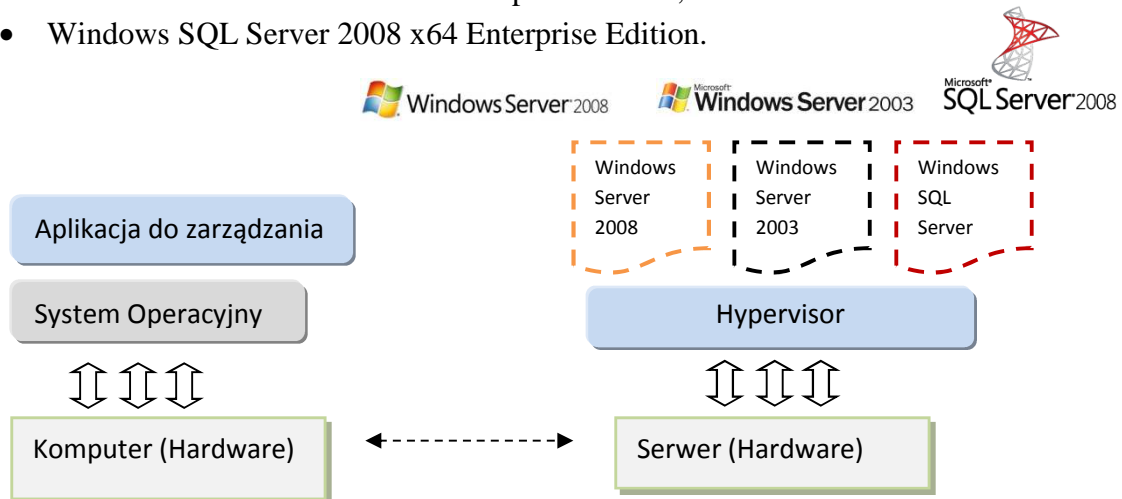 • Windows SQL Server 2008 x64 Enterprise Edition.
Windows Server 2008
Microsoft
Windows Server 2003
Microsoft
SQL Server 2008
Windows
Server
2008
Windows
Server
2003
Windows
SQL
Server
Aplikacja do zarządzania
System Operacyjny
Hypervisor
Komputer (Hardware)
Serwer (Hardware)